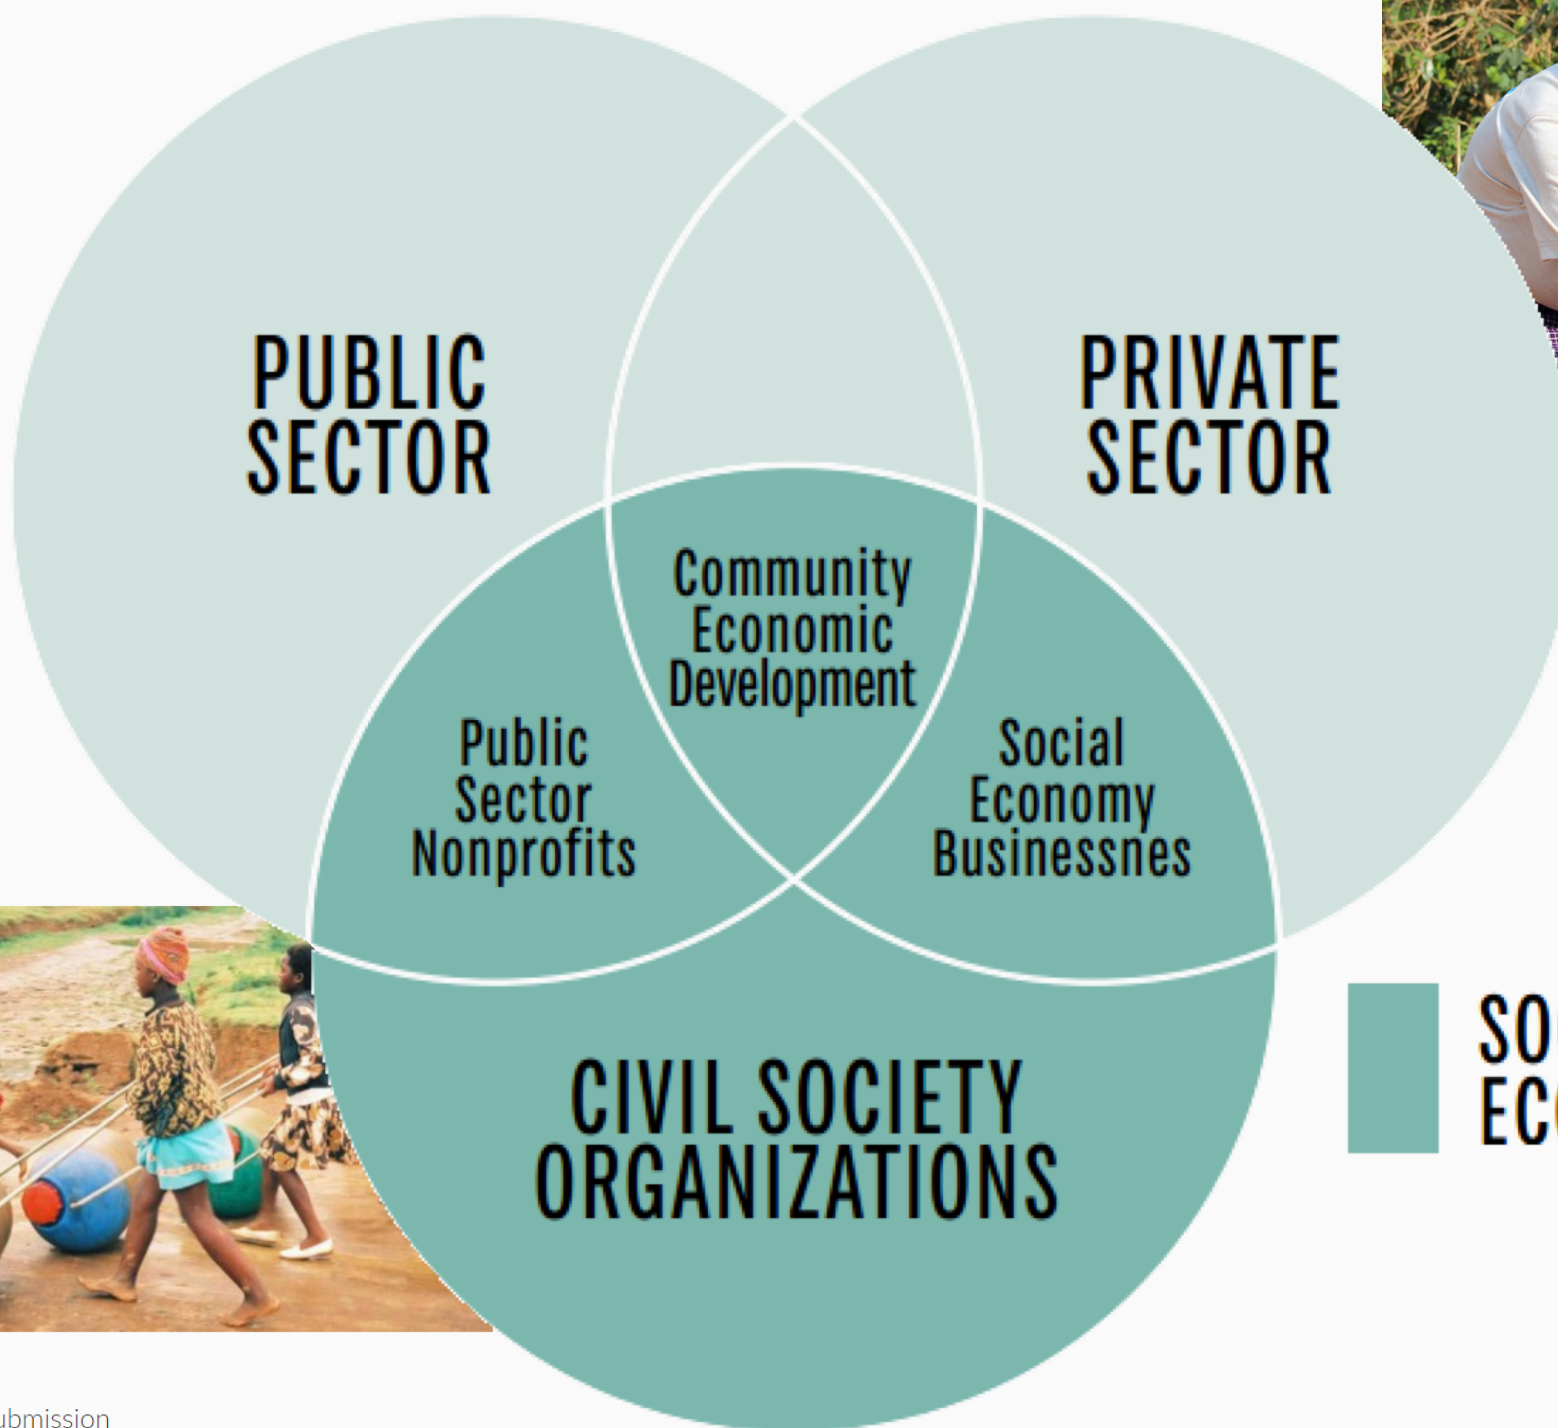 PUBLIC
SECTOR
PRIVATE
SECTOR
Community
Economic
Development
Public
Sector
Nonprofits
Social
Economy
Businessnes
CIVIL SOCIETY
ORGANIZATIONS